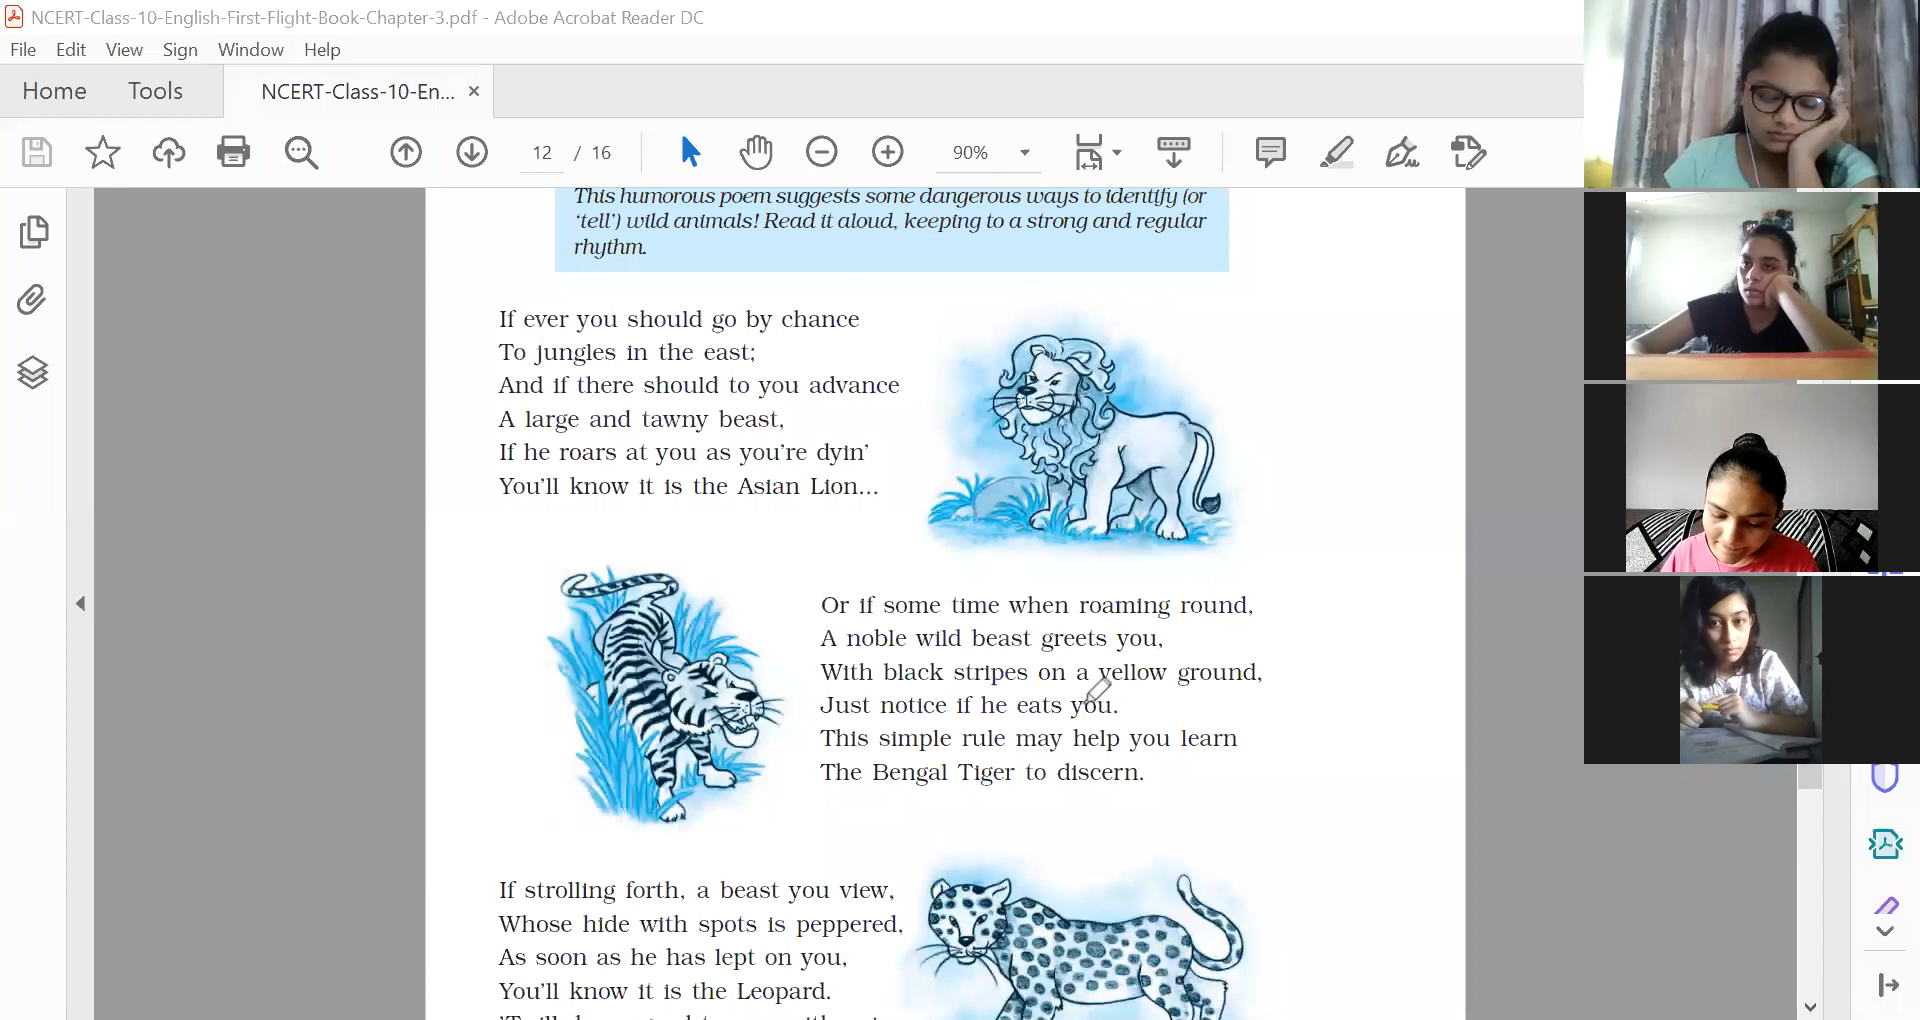 NCERT-Class-10-English-First-Flight-Book-Chapter-3.pdf - Adobe Acrobat Reader DC
File Edit View Sign Window Help
Home Tools NCERT-Class-10-En... ×
12 / 16 90%
This humorous poem suggests some dangerous ways to identify (or
‘tell’) wild animals! Read it aloud, keeping to a strong and regular
rhythm.
If ever you should go by chance
To jungles in the east;
And if there should to you advance
A large and tawny beast,
If he roars at you as you’re dyin’
You’ll know it is the Asian Lion...
Or if some time when roaming round,
A noble wild beast greets you,
With black stripes on a yellow ground,
Just notice if he eats you.
This simple rule may help you learn
The Bengal Tiger to discern.
If strolling forth, a beast you view,
Whose hide with spots is peppered,
As soon as he has lept on you,
You’ll know it is the Leopard.